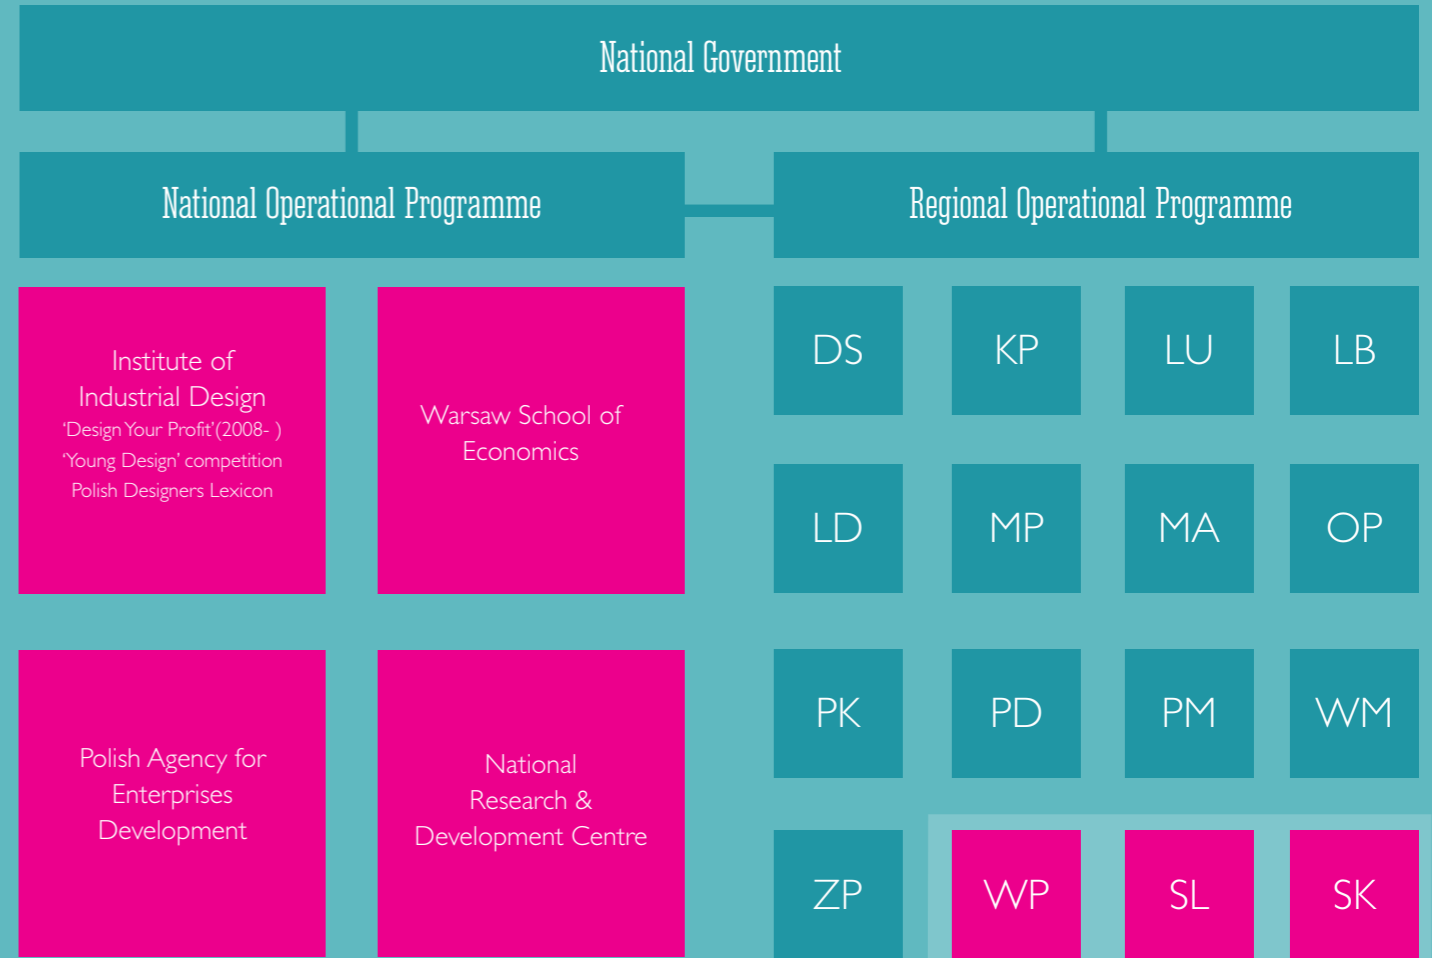 National Government
National Operational Programme
Regional Operational Programme
Institute of
Industrial Design
‘Design Your Profit’(2008- )
‘Young Design’ competition
Polish Designers Lexicon
Warsaw School of
Economics
Polish Agency for
Enterprises
Development
National
Research &
Development Centre
DS KP LU LB
LD MP MA OP
PK PD PM WM
ZP WP SL SK